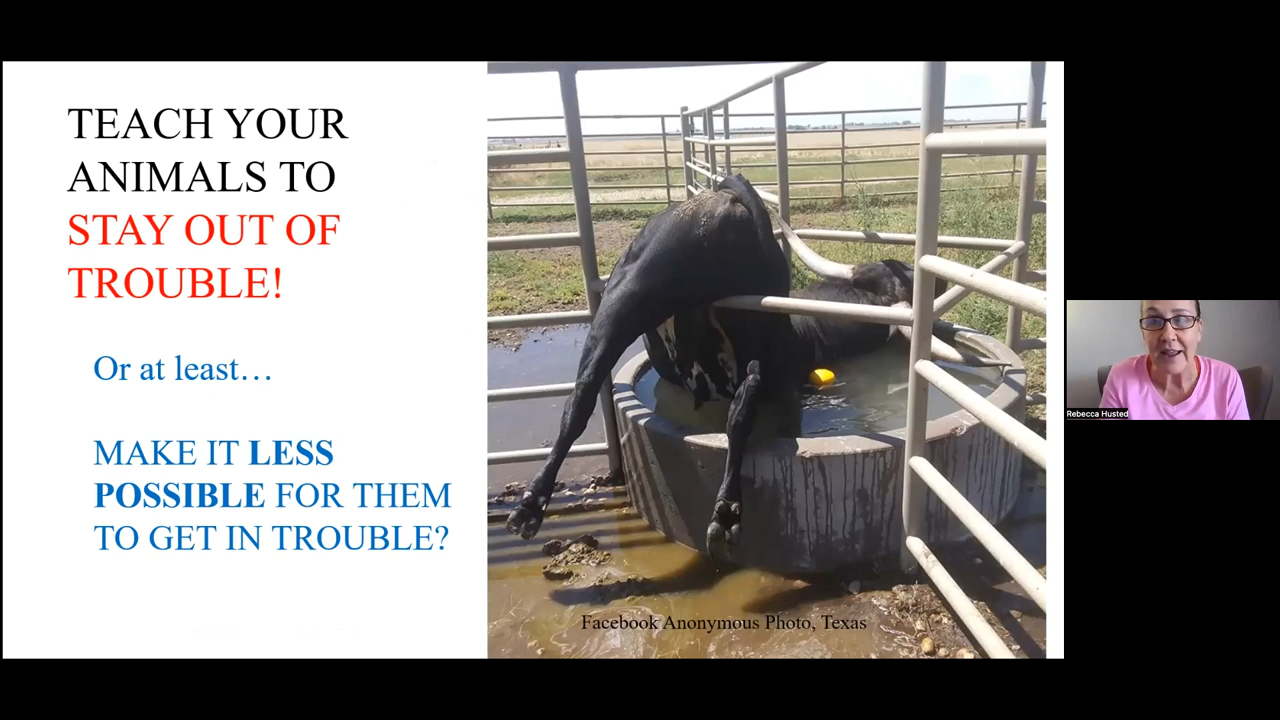 TEACH YOUR
ANIMALS TO
STAY OUT OF
TROUBLE!
Or at least…
MAKE IT LESS
POSSIBLE FOR THEM
TO GET IN TROUBLE?
Facebook Anonymous Photo, Texas
Rebecca Husted